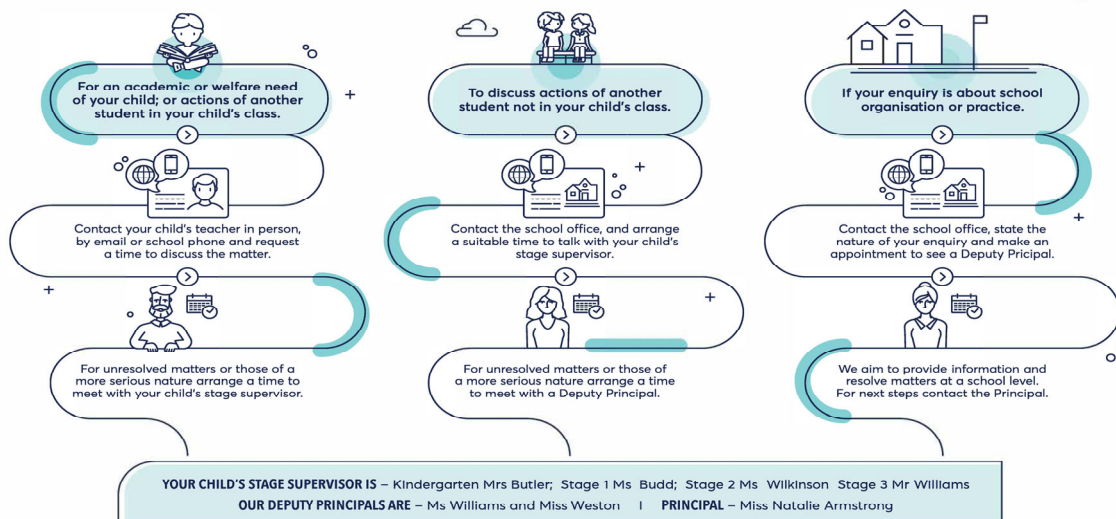 For an academic or welfare need
of your child; or actions of another
student in your child's class.
Contact your child's teacher in person,
by email or school phone and request
a time to discuss the matter.
For unresolved matters or those of a
more serious nature arrange a time to
meet with your child's stage supervisor.
To discuss actions of another
student not in your child's class.
Contact the school office, and arrange
a suitable time to talk with your child's
stage supervisor.
For unresolved matters or those of
a more serious nature arrange a time
to meet with a Deputy Principal.
If your enquiry is about school
organisation or practice.
Contact the school office, state the
nature of your enquiry and make an
appointment to see a Deputy Pricipal.
We aim to provide information and
resolve matters at a school level.
For next steps contact the Principal.
YOUR CHILD'S STAGE SUPERVISOR IS – Kindergarten Mrs Butler; Stage 1 Ms Budd; Stage 2 Ms Wilkinson Stage 3 Mr Williams
OUR DEPUTY PRINCIPALS ARE – Ms Williams and Miss Weston | PRINCIPAL – Miss Natalie Armstrong